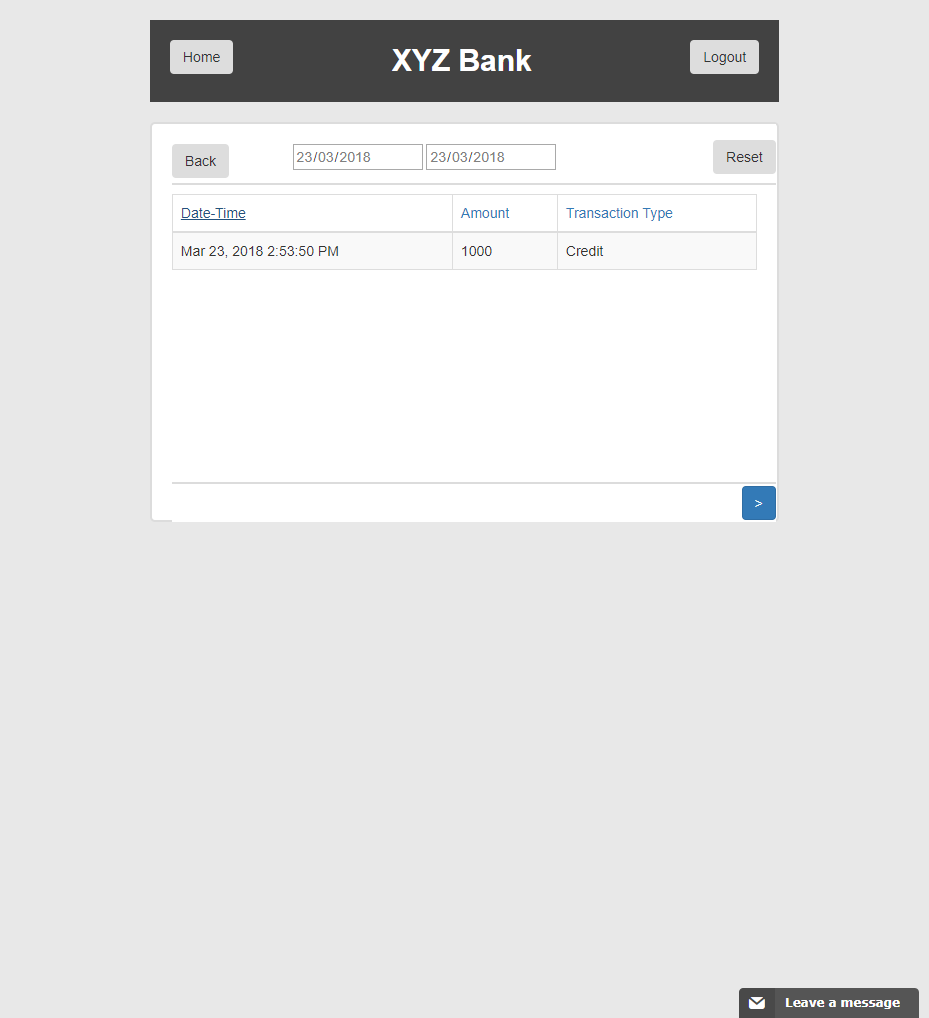 Home
XYZ Bank
Logout
Back
23/03/2018
23/03/2018
Reset
Date-Time
Amount
Transaction Type
Mar 23, 2018 2:53:50 PM
1000
Credit
>
Leave a message